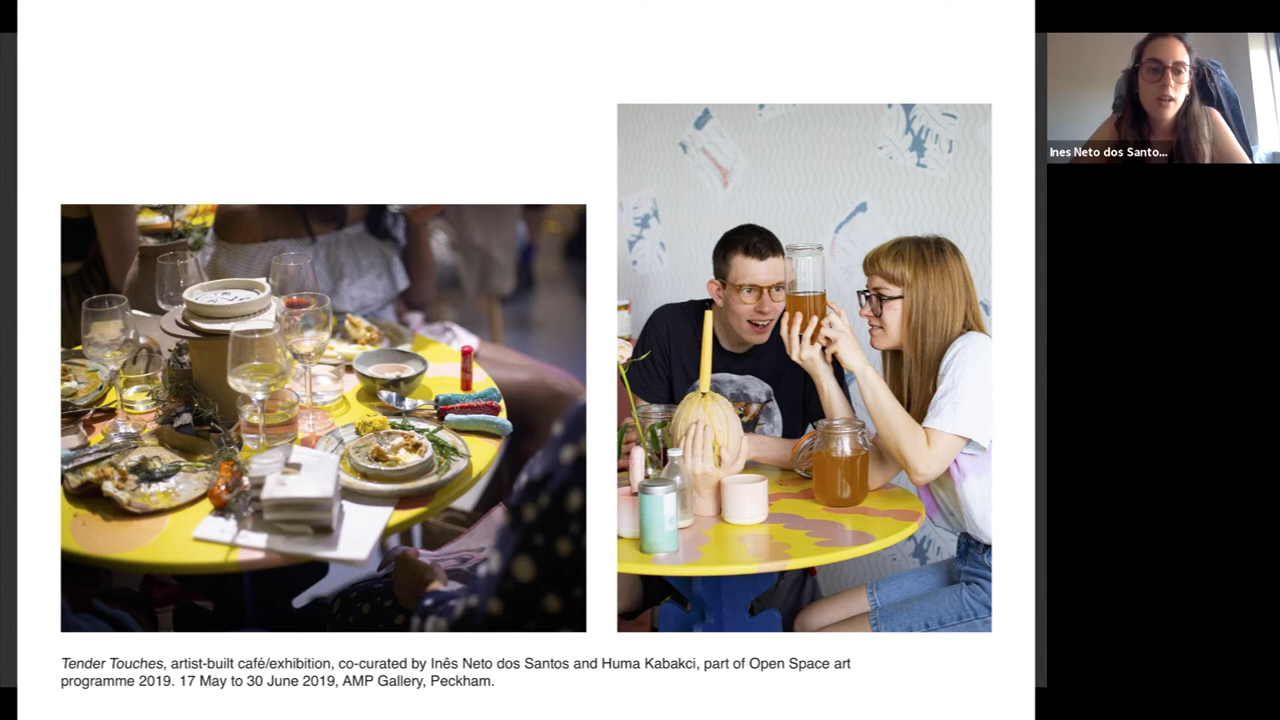 Ines Neto dos Santo...
Tender Touches, artist-built café/exhibition, co-curated by Inês Neto dos Santos and Huma Kabakci, part of Open Space art
programme 2019. 17 May to 30 June 2019, AMP Gallery, Peckham.